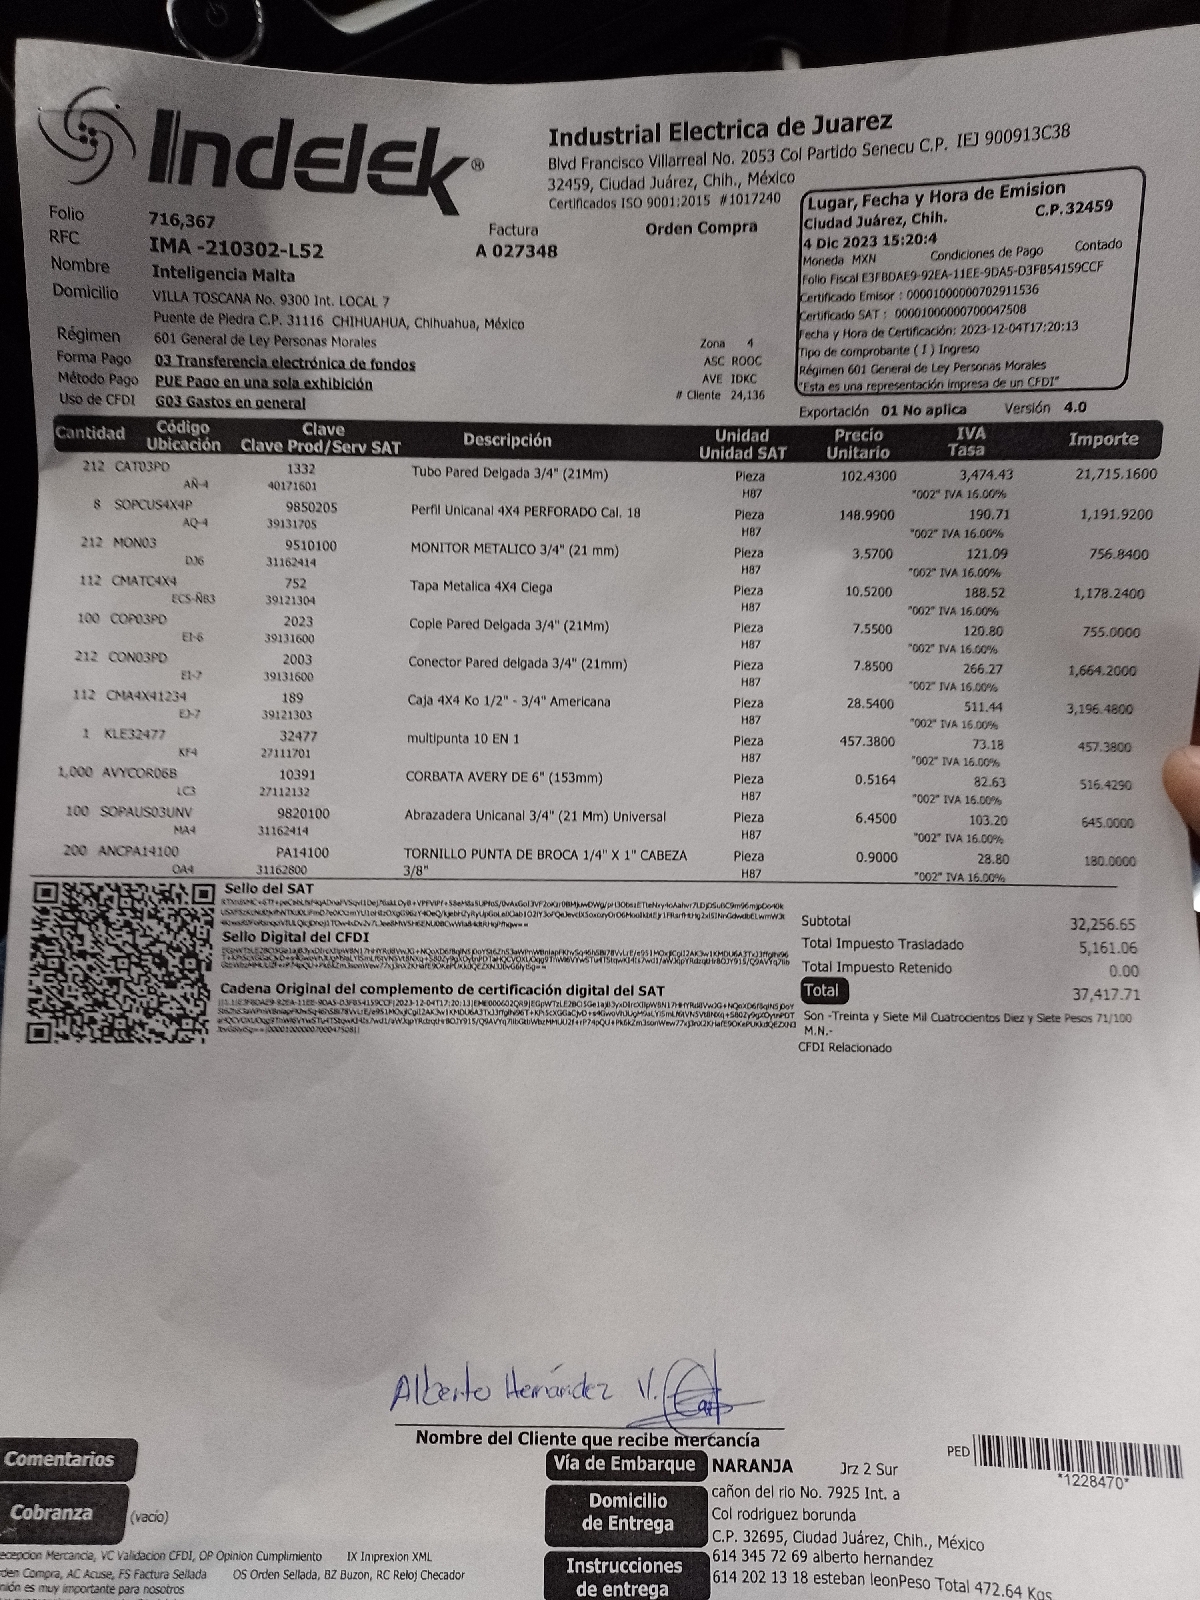 Indelek®
Industrial Electrica de Juarez
Blvd Francisco Villarreal No. 2053 Col Partido Senecu C.P. IEJ 900913C38
32459, Ciudad Juárez, Chih., México
Certificados ISO 9001:2015 #1017240
Folio 716,367
RFC IMA -210302-L52
Nombre Inteligencia Malta
Domicilio VILLA TOSCANA No. 9300 Int. LOCAL 7
Puente de Piedra C.P. 31116 CHIHUAHUA, Chihuahua, México
Régimen 601 General de Ley Personas Morales
Forma Pago 03 Transferencia electrónica de fondos
Método Pago PUE Pago en una sola exhibición
Uso de CFDI G03 Gastos en general
Factura
A 027348
Orden Compra
Zona 4
ASC ROOC
AVE IDKC
# Cliente 24,136
Lugar, Fecha y Hora de Emision
Ciudad Juárez, Chih. C.P.32459
4 Dic 2023 15:20:4
Moneda MXN Condiciones de Pago Contado
Folio Fiscal E3FBDAE9-92EA-11EE-9DA5-D3FB54159CCF
Certificado Emisor : 00001000000702911536
Certificado SAT : 00001000000700047508
Fecha y Hora de Certificación: 2023-12-04T17:20:13
Tipo de comprobante ( I ) Ingreso
Régimen 601 General de Ley Personas Morales
"Esta es una representación impresa de un CFDI"
Exportación 01 No aplica Versión 4.0
Cantidad Código Clave Descripción Unidad Precio IVA Importe
Ubicación Clave Prod/Serv SAT Unidad SAT Unitario Tasa
212 CAT03PD 1332 Tubo Pared Delgada 3/4" (21Mm) Pieza 102.4300 3,474.43 21,715.1600
AÑ-4 40171601 H87 "002" IVA 16.00%
8 SOPCUS4X4P 9850205 Perfil Unicanal 4X4 PERFORADO Cal. 18 Pieza 148.9900 190.71 1,191.9200
AQ-4 39131705 H87 "002" IVA 16.00%
212 MON03 9510100 MONITOR METALICO 3/4" (21 mm) Pieza 3.5700 121.09 756.8400
DJ6 31162414 H87 "002" IVA 16.00%
112 CMATC4X4 752 Tapa Metalica 4X4 Ciega Pieza 10.5200 188.52 1,178.2400
EC5-ÑB3 39121304 H87 "002" IVA 16.00%
100 COP03PD 2023 Cople Pared Delgada 3/4" (21Mm) Pieza 7.5500 120.80 755.0000
EI-6 39131600 H87 "002" IVA 16.00%
212 CON03PD 2003 Conector Pared delgada 3/4" (21mm) Pieza 7.8500 266.27 1,664.2000
EI-7 39131600 H87 "002" IVA 16.00%
112 CMA4X41234 189 Caja 4X4 Ko 1/2" - 3/4" Americana Pieza 28.5400 511.44 3,196.4800
EJ-7 39121303 H87 "002" IVA 16.00%
1 KLE32477 32477 multipunta 10 EN 1 Pieza 457.3800 73.18 457.3800
KF4 27111701 H87 "002" IVA 16.00%
1,000 AVYCOR06B 10391 CORBATA AVERY DE 6" (153mm) Pieza 0.5164 82.63 516.4290
LC3 27112132 H87 "002" IVA 16.00%
100 SOPAUS03UNV 9820100 Abrazadera Unicanal 3/4" (21 Mm) Universal Pieza 6.4500 103.20 645.0000
MA4 31162414 H87 "002" IVA 16.00%
200 ANCPA14100 PA14100 TORNILLO PUNTA DE BROCA 1/4" X 1" CABEZA Pieza 0.9000 28.80 180.0000
OA4 31162800 3/8" H87 "002" IVA 16.00%
Sello del SAT
Sello Digital del CFDI
Cadena Original del complemento de certificación digital del SAT
Subtotal 32,256.65
Total Impuesto Trasladado 5,161.06
Total Impuesto Retenido 0.00
Total 37,417.71
Son -Treinta y Siete Mil Cuatrocientos Diez y Siete Pesos 71/100
M.N.-
CFDI Relacionado
Alberto Hernández V.
Nombre del Cliente que recibe mercancía
Comentarios
Cobranza (vacio)
Vía de Embarque NARANJA Jrz 2 Sur
Domicilio de Entrega
cañon del rio No. 7925 Int. a
Col rodriguez borunda
C.P. 32695, Ciudad Juárez, Chih., México
Instrucciones de entrega
614 345 72 69 alberto hernandez
614 202 13 18 esteban leonPeso Total 472.64 Kgs
PED
*1228470*
ecepcion Mercancia, VC Validacion CFDI, OP Opinion Cumplimiento IX Imprexion XML
den Compra, AC Acuse, FS Factura Sellada OS Orden Sellada, BZ Buzon, RC Reloj Checador
nión es muy importante para nosotros